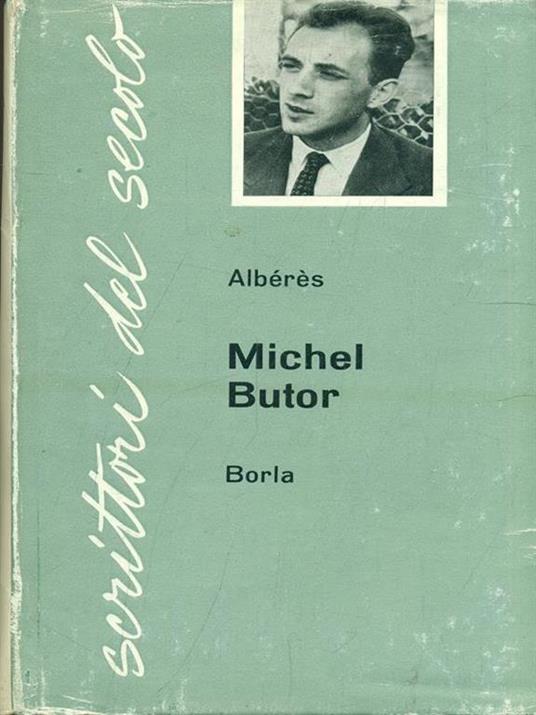 scrittori del secolo
Albérès
Michel
Butor
Borla